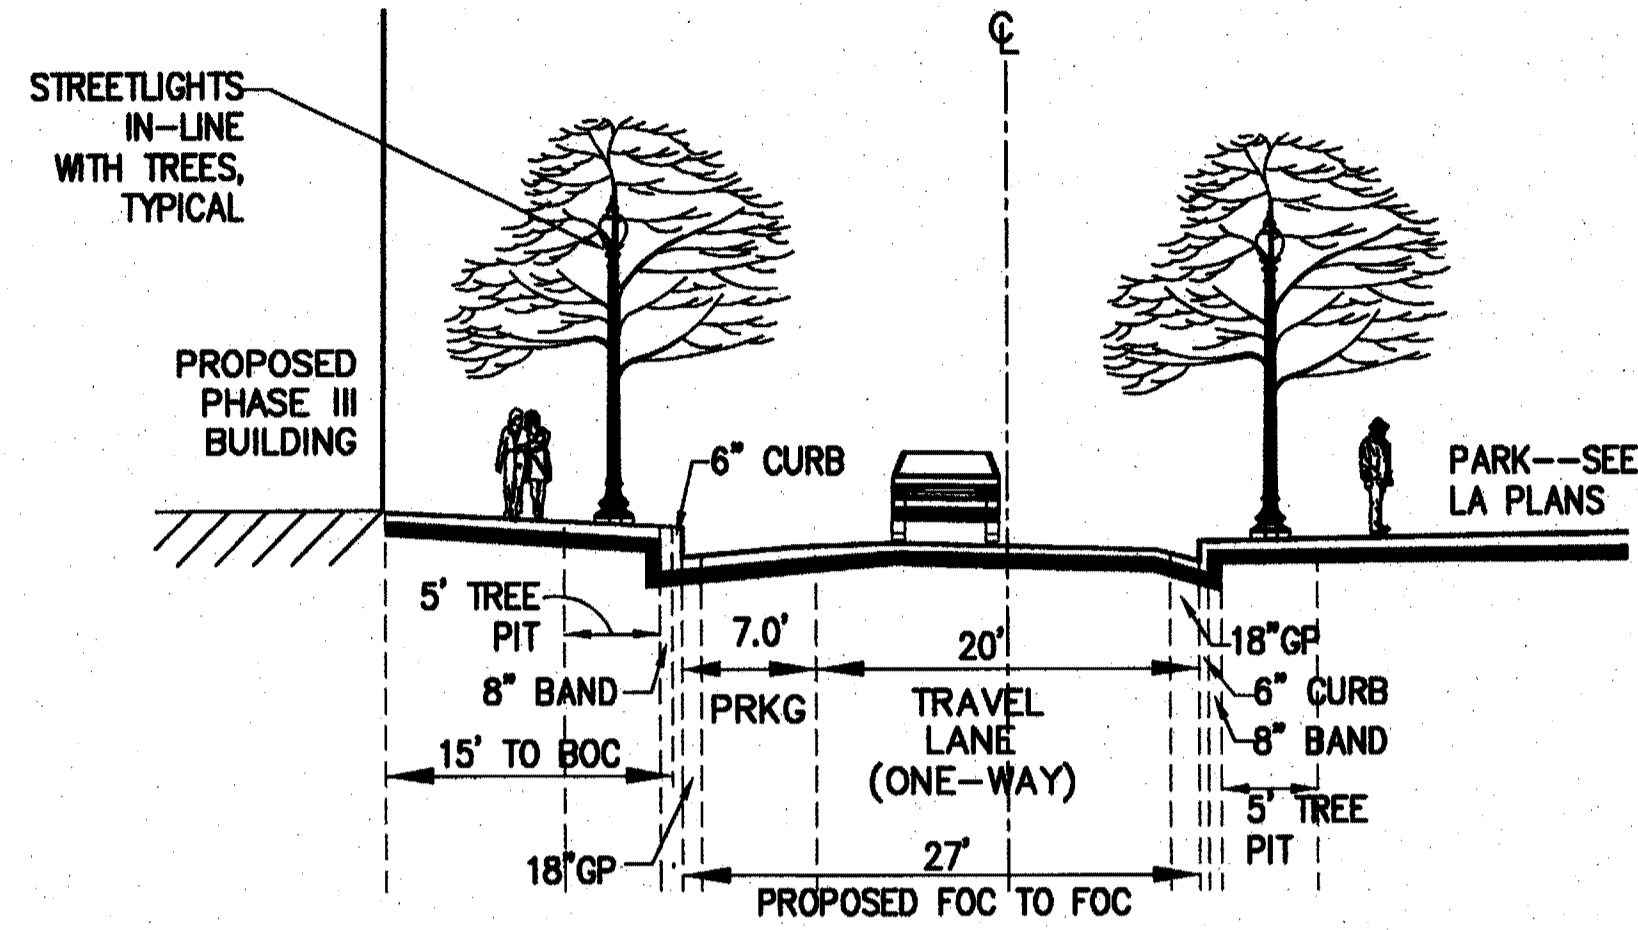 ℄
STREETLIGHTS
IN-LINE
WITH TREES,
TYPICAL
PROPOSED
PHASE III
BUILDING
6" CURB
PARK--SEE
LA PLANS
5' TREE
PIT
7.0'
20'
18"GP
8" BAND
PRKG
TRAVEL
LANE
(ONE-WAY)
6" CURB
8" BAND
15' TO BOC
5' TREE
PIT
18"GP
27'
PROPOSED FOC TO FOC